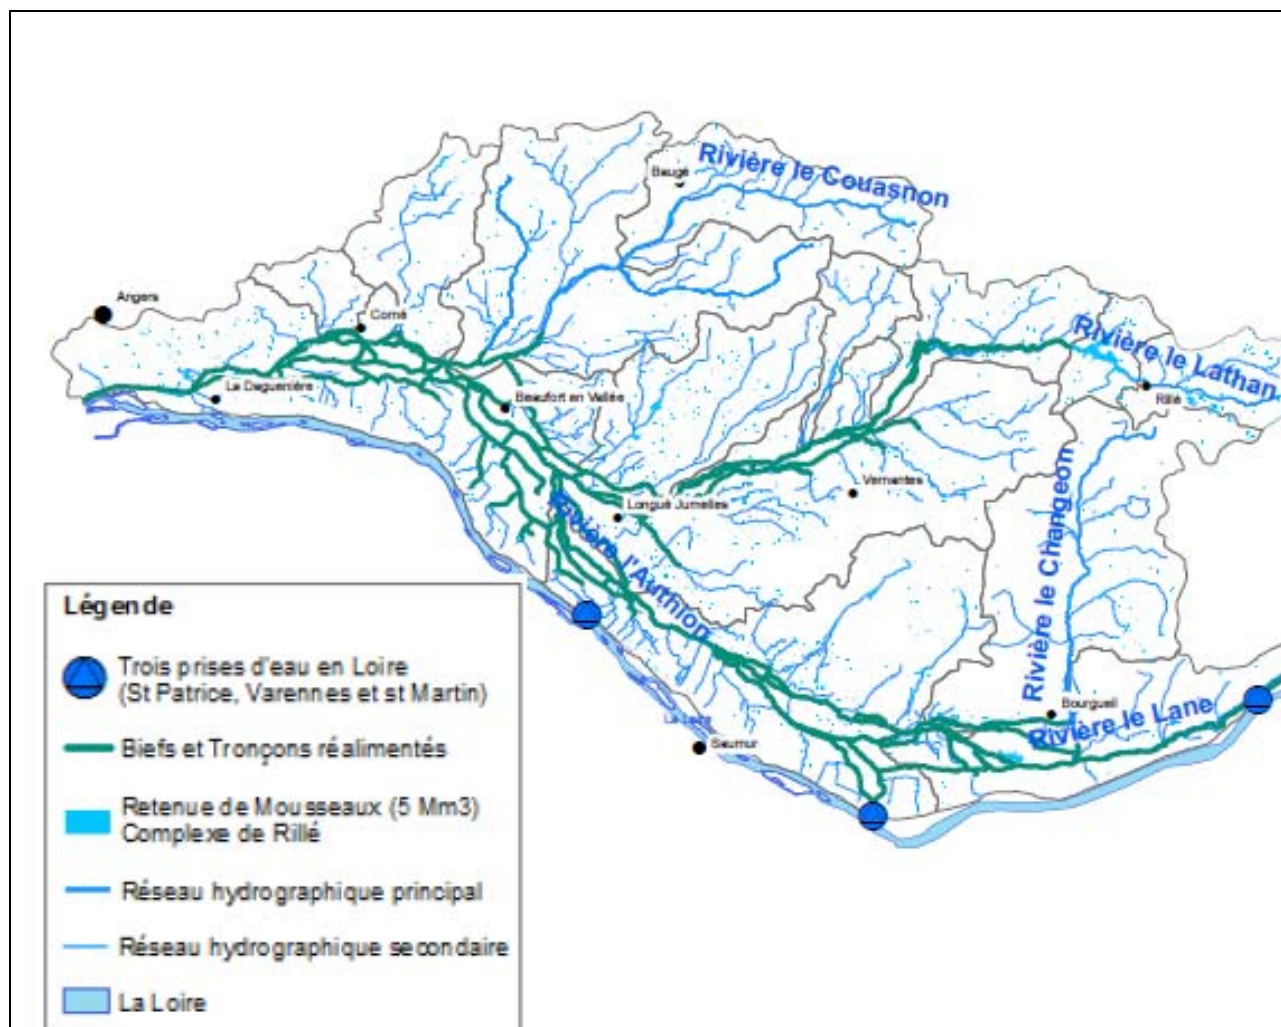 Rivière le Couasnon
Baugé
Angers
Corné
Rivière le Lathan
La Daguenière
Beaufort en Vallée
Rillé
Vernantes
Longué Jumelles
Rivière le Changeon
Rivière l'Authion
Bourgueil
Rivière le Lane
La Loire
Saumur
Légende
Trois prises d'eau en Loire
(St Patrice, Varennes et st Martin)
Biefs et Tronçons réalimentés
Retenue de Mousseaux (5 Mm3)
Complexe de Rillé
Réseau hydrographique principal
Réseau hydrographique secondaire
La Loire